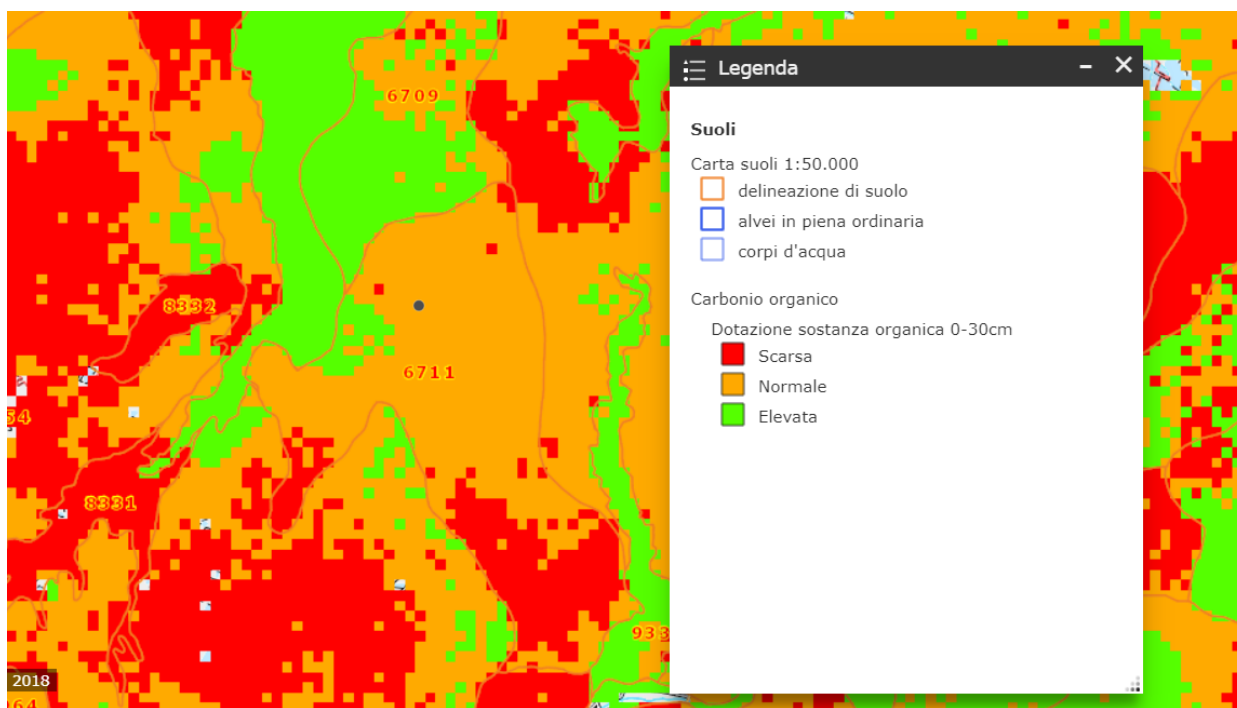 6709
8332
6711
54
8331
933
2018
064
Legenda
Suoli
Carta suoli 1:50.000
delineazione di suolo
alvei in piena ordinaria
corpi d'acqua
Carbonio organico
Dotazione sostanza organica 0-30cm
Scarsa
Normale
Elevata